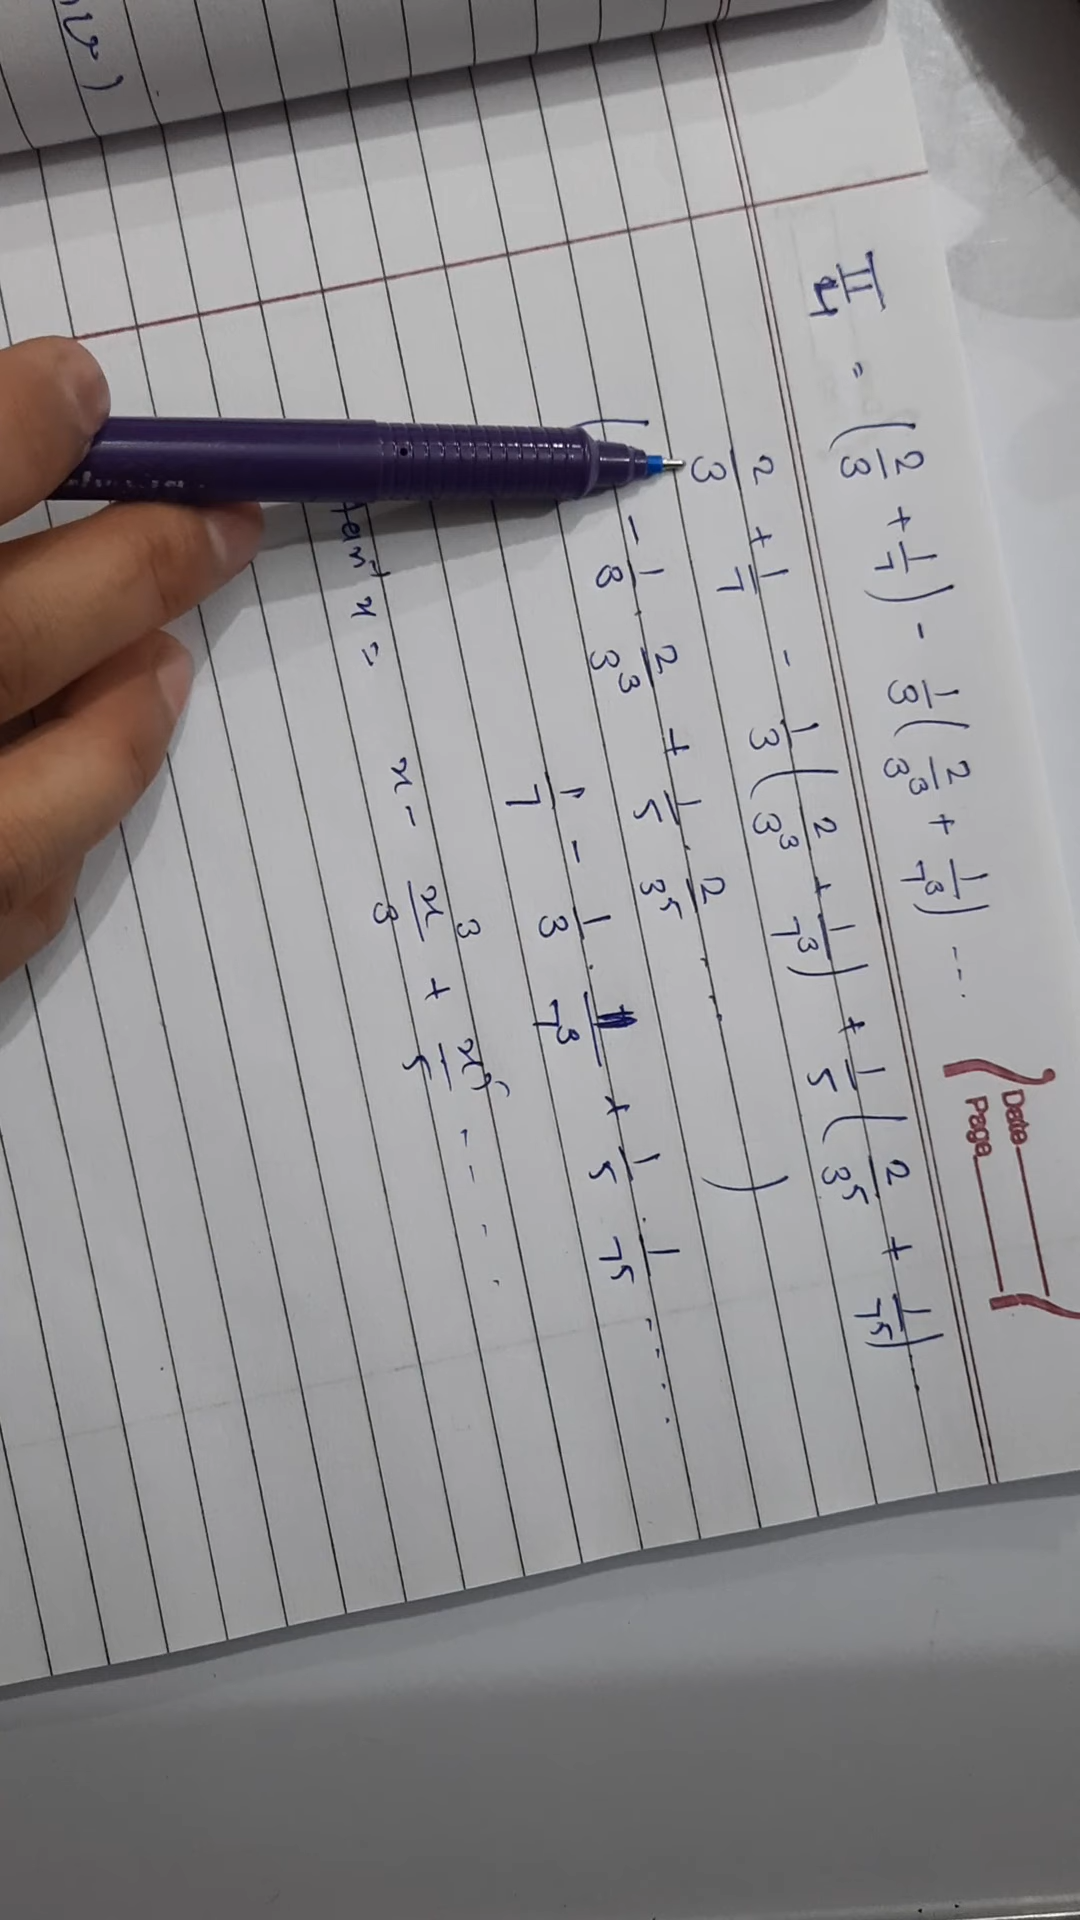 Date
Page
π/4 = (2/3 + 1/7) - 1/3 (2/3³ + 1/7³) ---
2/3 + 1/7 - 1/3 (2/3³ + 1/7³) + 1/5 (2/3⁵ + 1/7⁵) ...
( - 1/3 . 2/3³ + 1/5 . 2/3⁵ ... )
1/7 - 1/3 . 1/7³ + 1/5 . 1/7⁵ -----
tan⁻¹ x = x - x³/3 + x⁵/5 - - - -